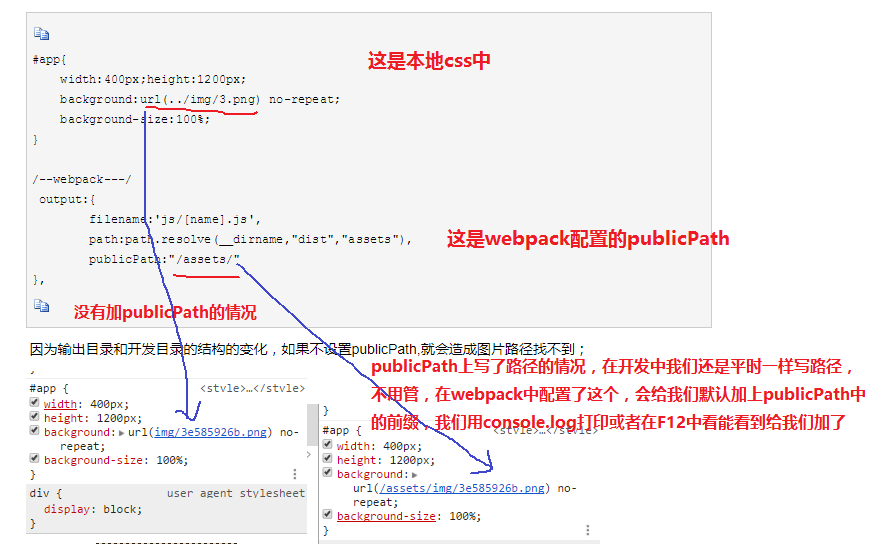 这是本地css中
#app{
width:400px;height:1200px;
background:url(../img/3.png) no-repeat;
background-size:100%;
}
/--webpack---/
output:{
filename:'js/[name].js',
path:path.resolve(__dirname,"dist","assets"),
这是webpack配置的publicPath
publicPath:"/assets/"
},
没有加publicPath的情况
因为输出目录和开发目录的结构的变化，如果不设置publicPath,就会造成图片路径找不到；
publicPath上写了路径的情况，在开发中我们还是平时一样写路径，
不用管，在webpack中配置了这个，会给我们默认加上publicPath中
的前缀，我们用console.log打印或者在F12中看能看到给我们加了
#app { <style>…</style>
width: 400px;
height: 1200px;
background: url(img/3e585926b.png) no-
repeat;
background-size: 100%;
}
div { user agent stylesheet
display: block;
}
}
#app { <style>…</style>
width: 400px;
height: 1200px;
background:
url(/assets/img/3e585926b.png) no-
repeat;
background-size: 100%;
}